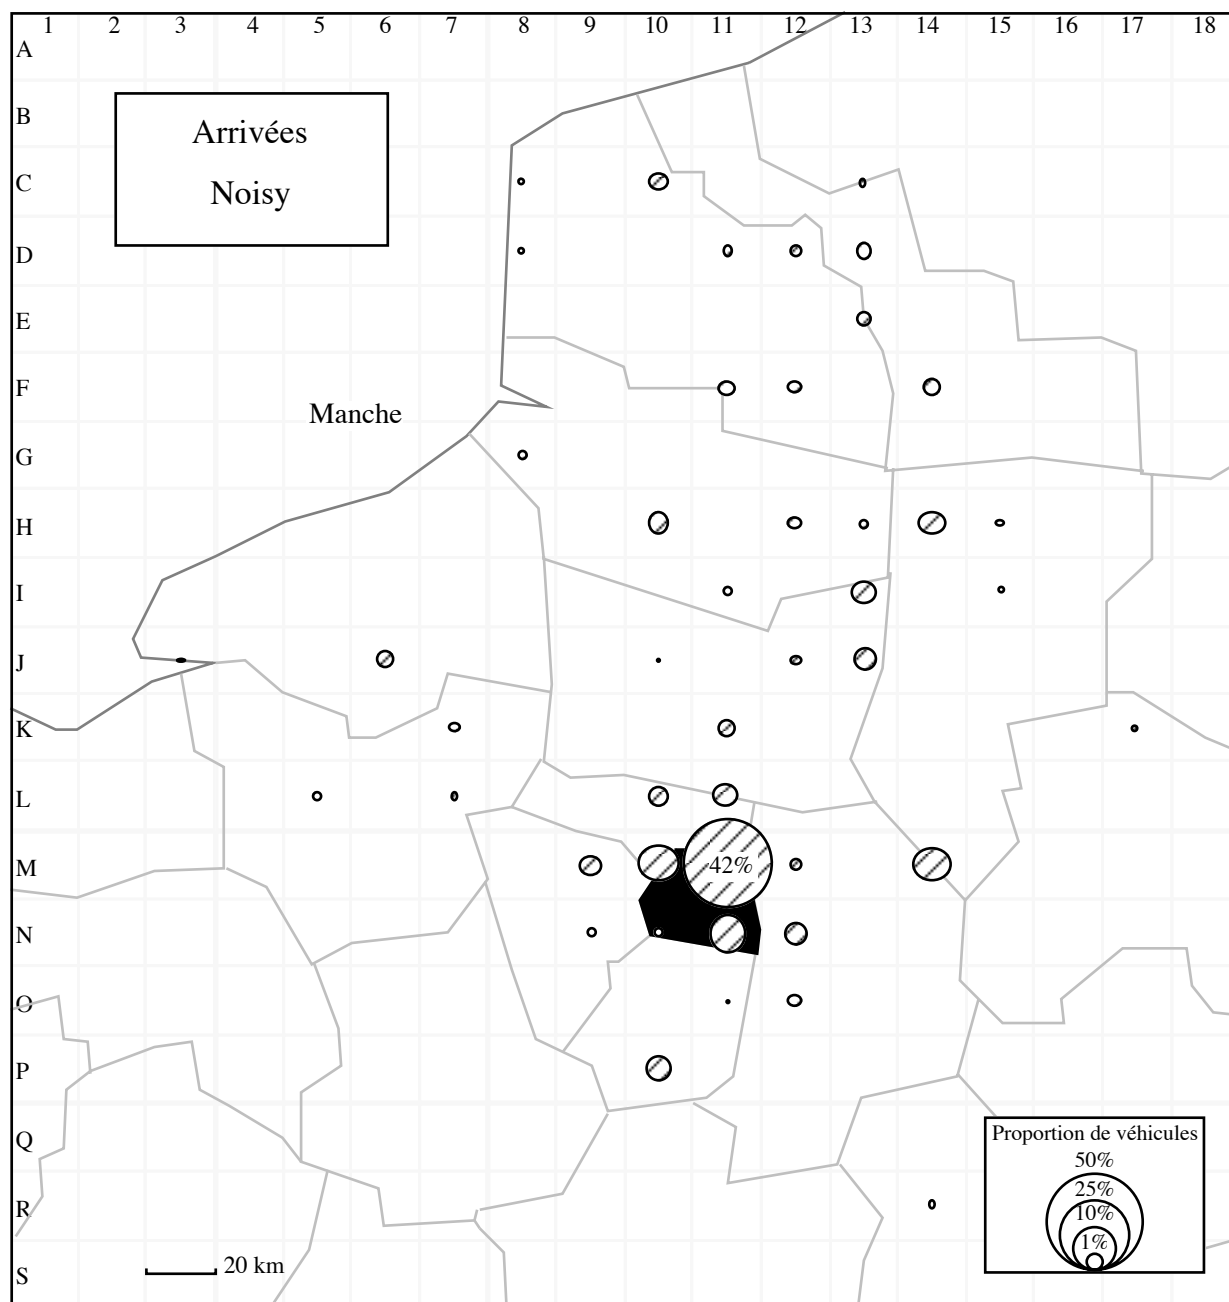 1 2 3 4 5 6 7 8 9 10 11 12 13 14 15 16 17 18
A
B
Arrivées
Noisy
C
D
E
F
Manche
G
H
I
J
K
L
M
42%
N
O
P
Proportion de véhicules
Q
50%
25%
R
10%
1%
20 km
S